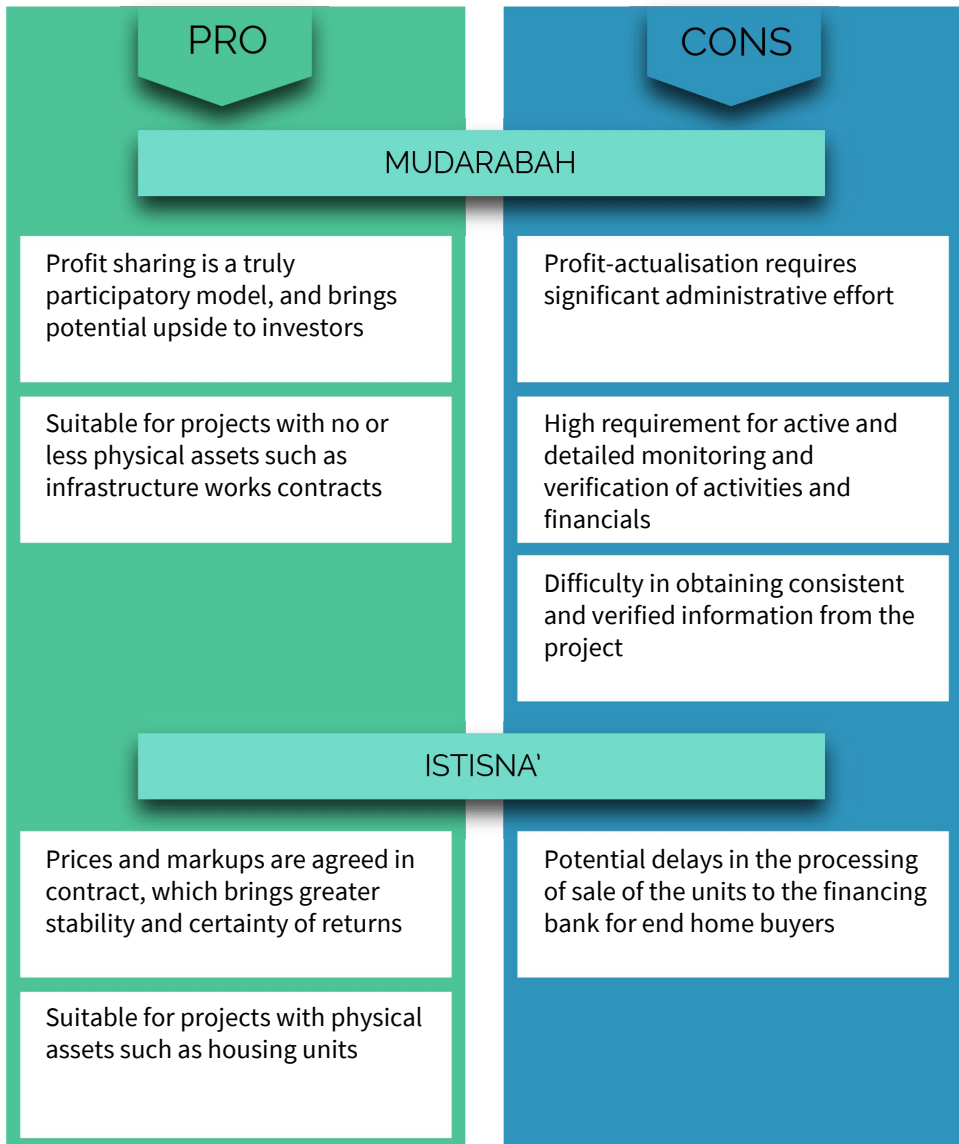 PRO
CONS
MUDARABAH
Profit sharing is a truly
participatory model, and brings
potential upside to investors
Profit-actualisation requires
significant administrative effort
Suitable for projects with no or
less physical assets such as
infrastructure works contracts
High requirement for active and
detailed monitoring and
verification of activities and
financials
Difficulty in obtaining consistent
and verified information from the
project
ISTISNA’
Prices and markups are agreed in
contract, which brings greater
stability and certainty of returns
Potential delays in the processing
of sale of the units to the financing
bank for end home buyers
Suitable for projects with physical
assets such as housing units